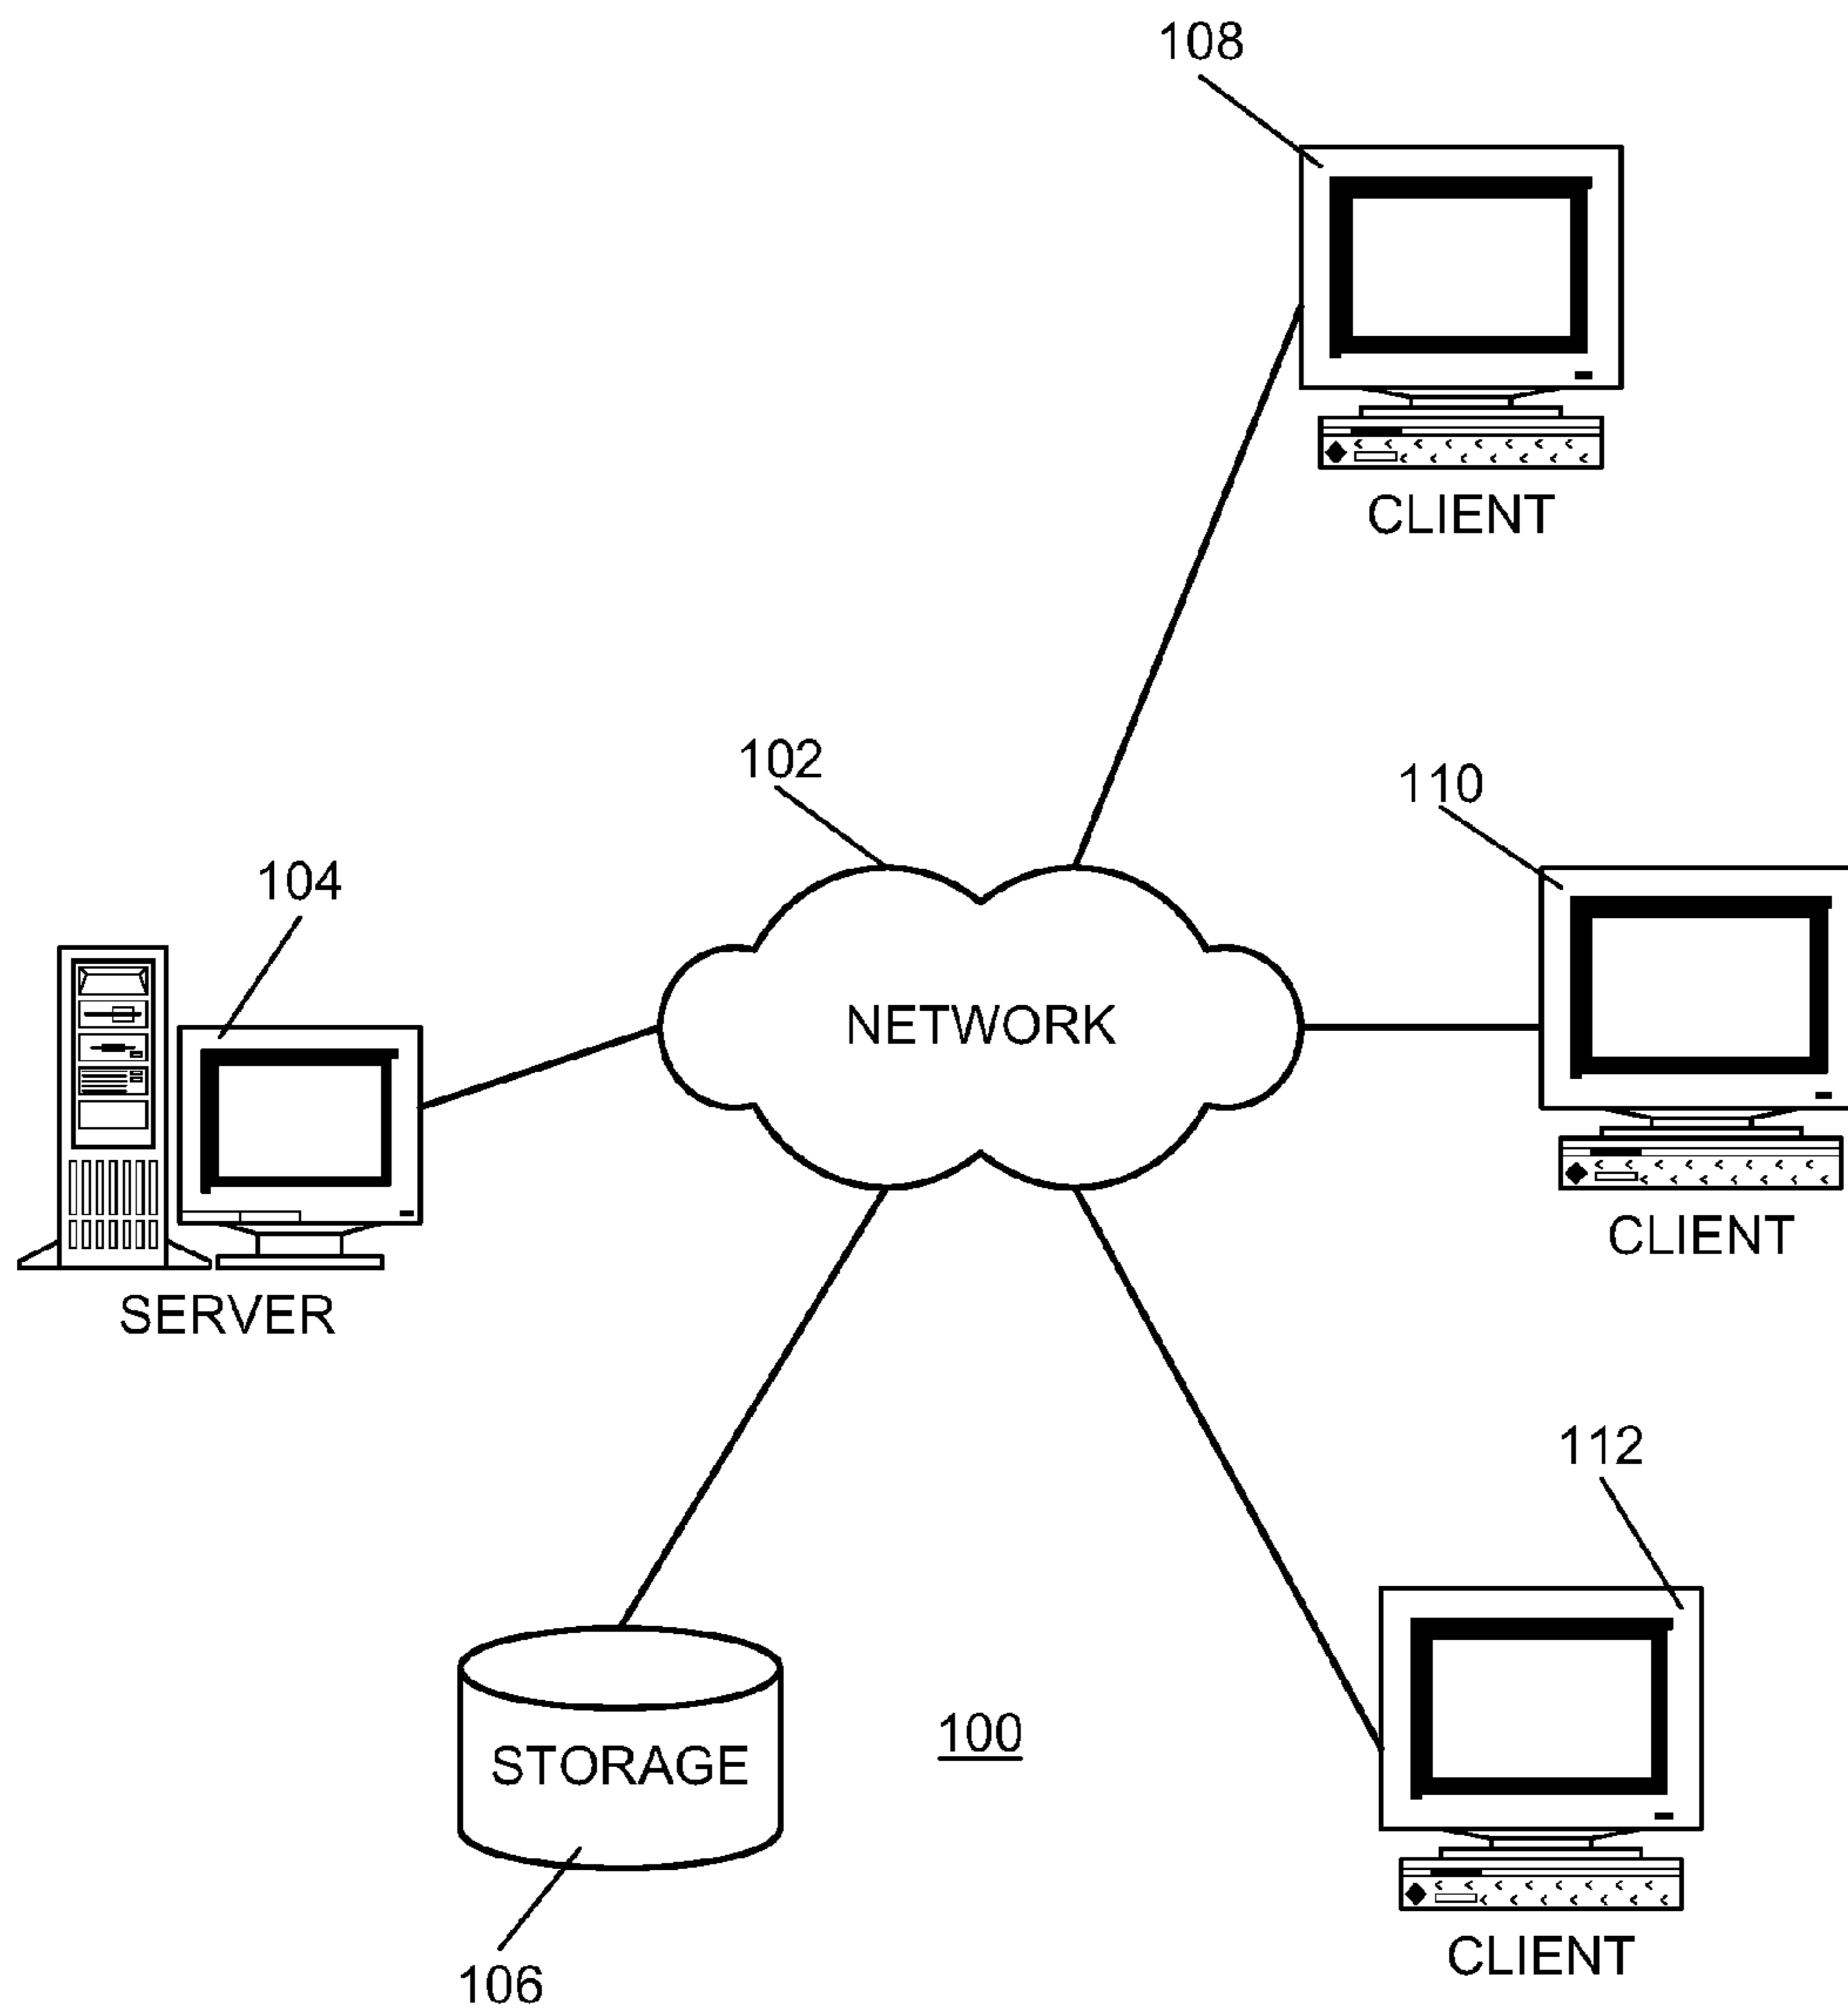 108
CLIENT
102
110
104
NETWORK
CLIENT
SERVER
112
100
STORAGE
CLIENT
106